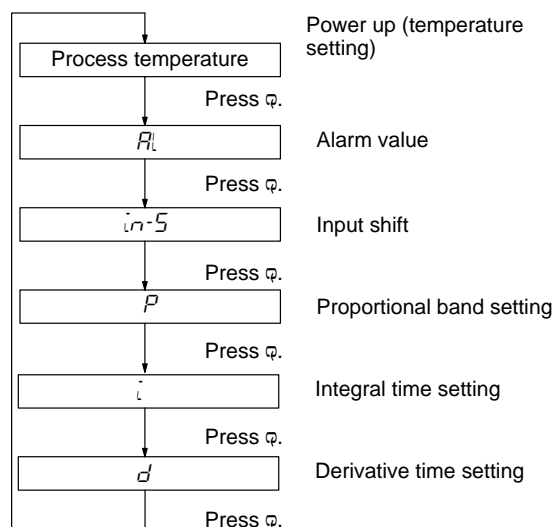 Power up (temperature
setting)
Process temperature
Press
AL
Alarm value
Press
in-S
Input shift
Press
P
Proportional band setting
Press
i
Integral time setting
Press
d
Derivative time setting
Press